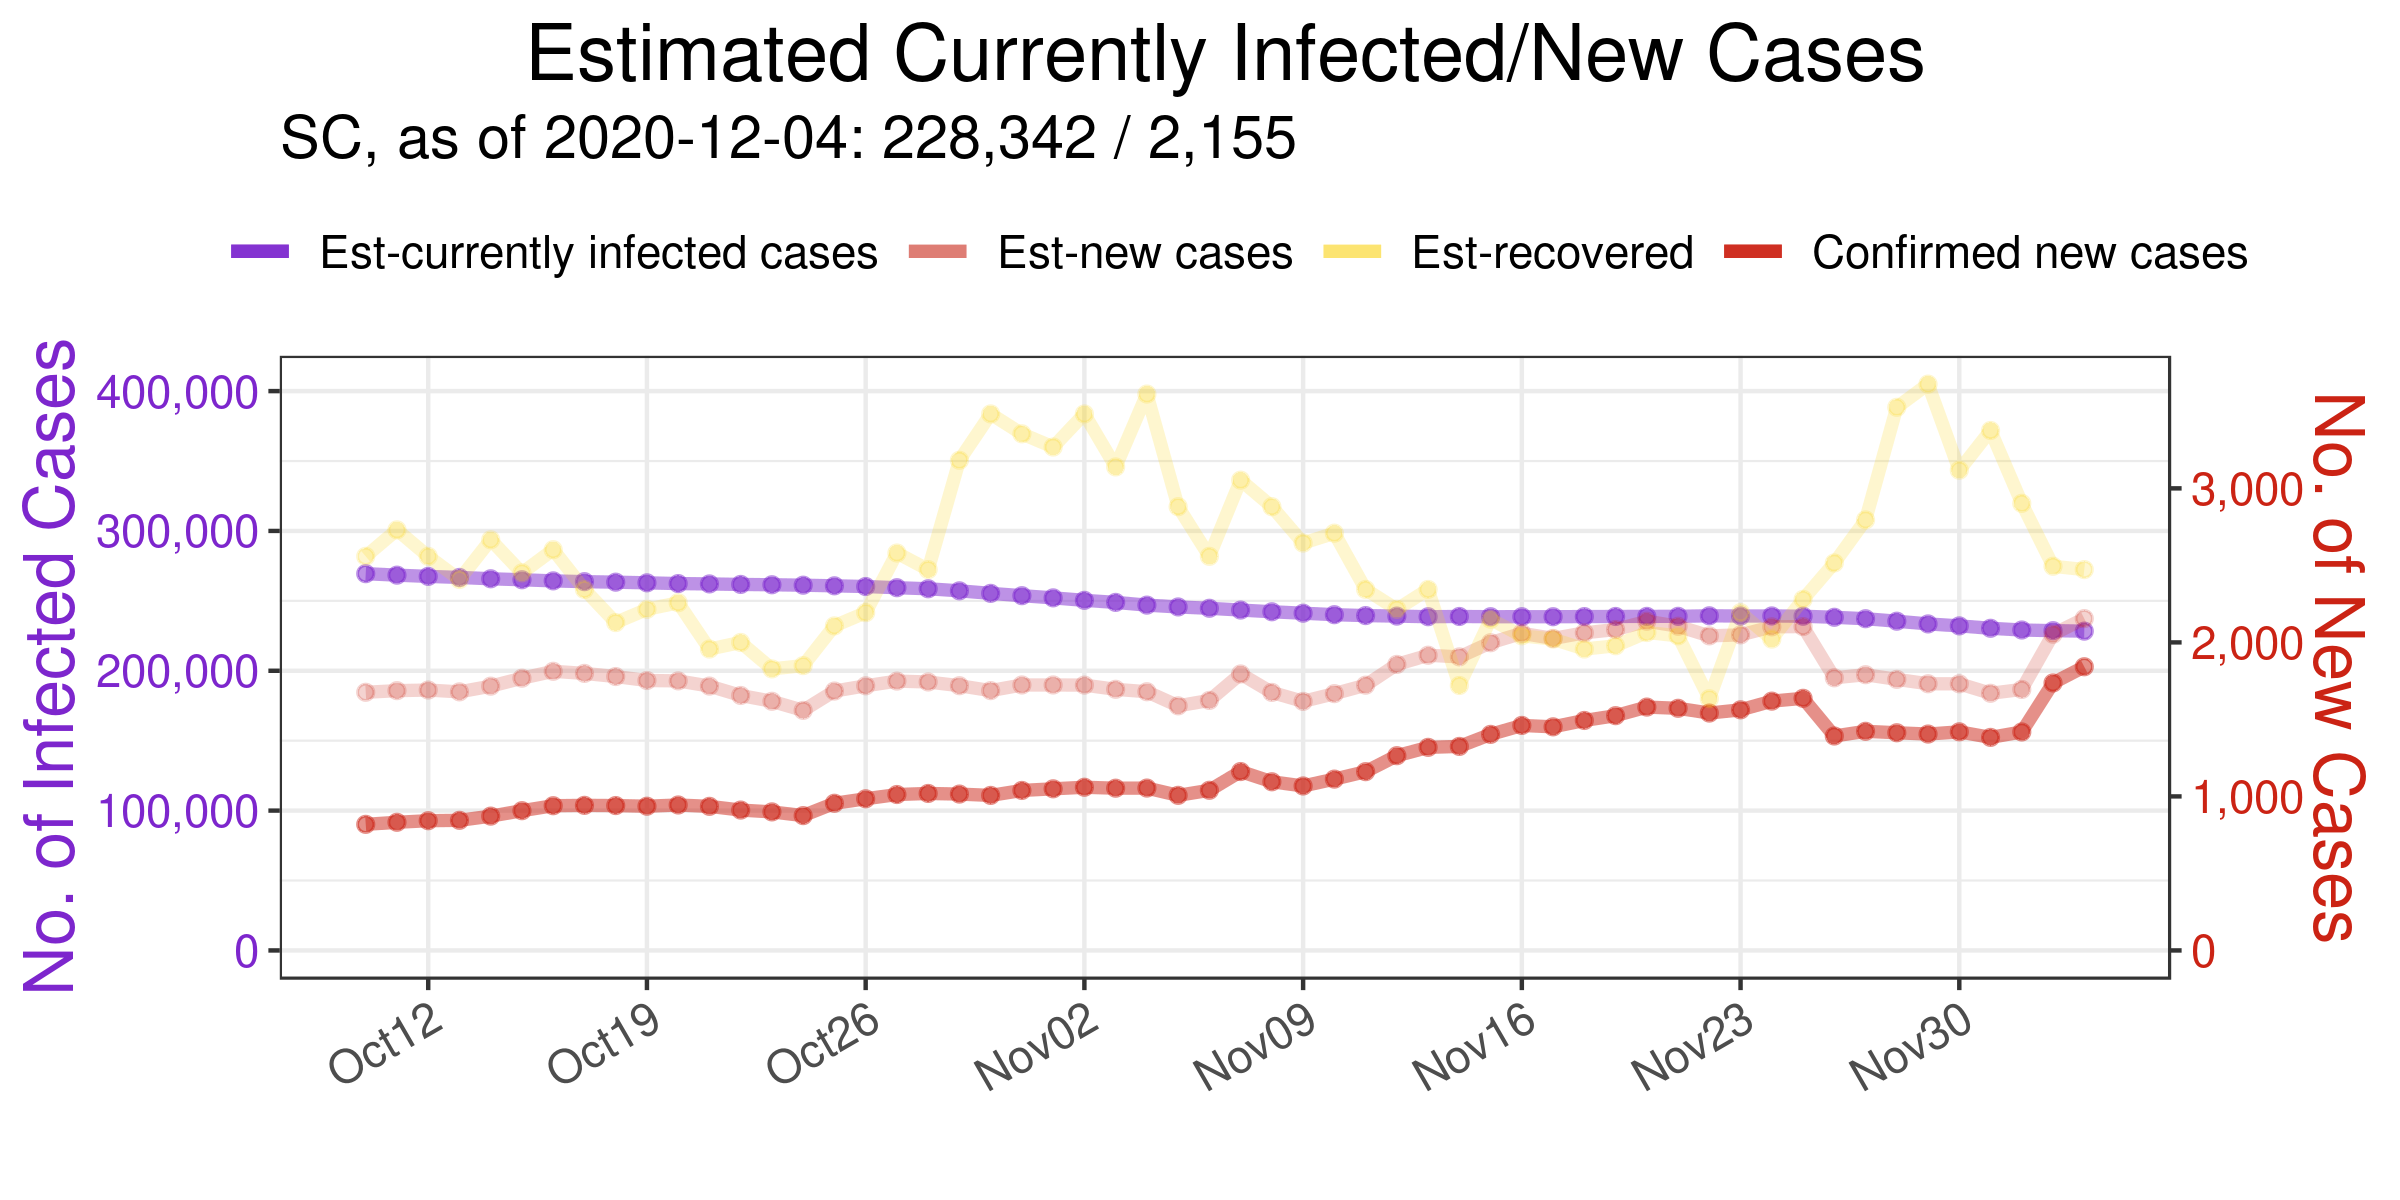 Estimated Currently Infected/New Cases
SC, as of 2020-12-04: 228,342 / 2,155
Est-currently infected cases Est-new cases Est-recovered Confirmed new cases
No. of Infected Cases
400,000
300,000
200,000
100,000
0
3,000
2,000
1,000
0
No. of New Cases
Oct12 Oct19 Oct26 Nov02 Nov09 Nov16 Nov23 Nov30